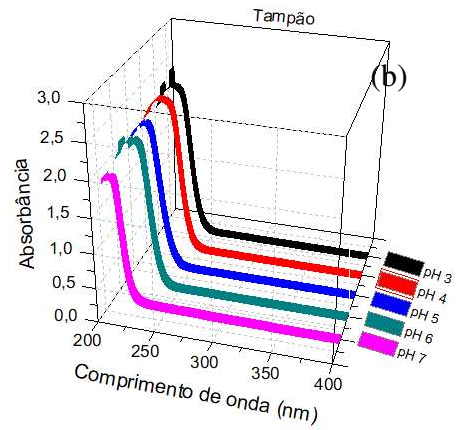 Tampão
(b)
3,0
2,5
2,0
1,5
1,0
0,5
0,0
Absorbância
200
250
300
350
400
Comprimento de onda (nm)
pH 3
pH 4
pH 5
pH 6
pH 7